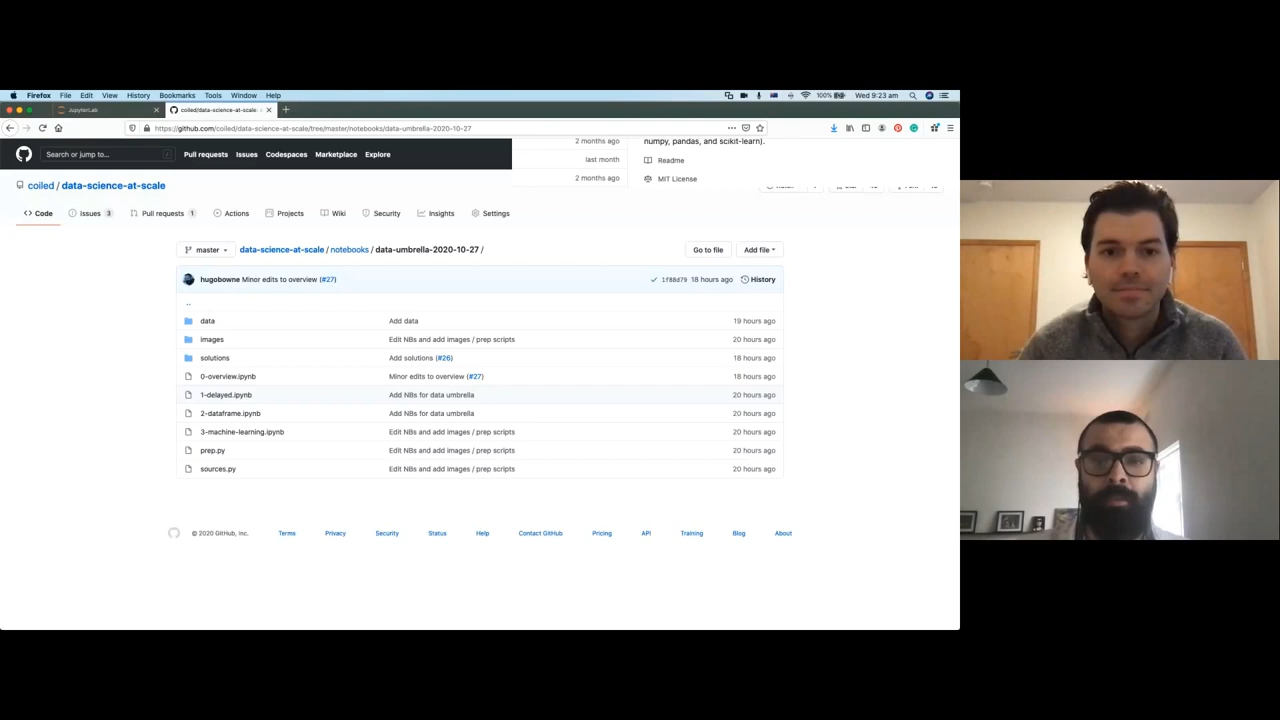 Firefox File Edit View History Bookmarks Tools Window Help 100% Wed 9:23 am
JupyterLab coiled/data-science-at-scale
https://github.com/coiled/data-science-at-scale/tree/master/notebooks/data-umbrella-2020-10-27
2 months ago numpy, pandas, and scikit-learn).
Search or jump to... / Pull requests Issues Codespaces Marketplace Explore
last month Readme
2 months ago MIT License
coiled / data-science-at-scale
Code Issues 3 Pull requests 1 Actions Projects Wiki Security Insights Settings
master data-science-at-scale / notebooks / data-umbrella-2020-10-27 / Go to file Add file
hugobowne Minor edits to overview (#27) 1f88d79 18 hours ago History
..
data Add data 19 hours ago
images Edit NBs and add images / prep scripts 20 hours ago
solutions Add solutions (#26) 18 hours ago
0-overview.ipynb Minor edits to overview (#27) 18 hours ago
1-delayed.ipynb Add NBs for data umbrella 20 hours ago
2-dataframe.ipynb Add NBs for data umbrella 20 hours ago
3-machine-learning.ipynb Edit NBs and add images / prep scripts 20 hours ago
prep.py Edit NBs and add images / prep scripts 20 hours ago
sources.py Edit NBs and add images / prep scripts 20 hours ago
© 2020 GitHub, Inc. Terms Privacy Security Status Help Contact GitHub Pricing API Training Blog About